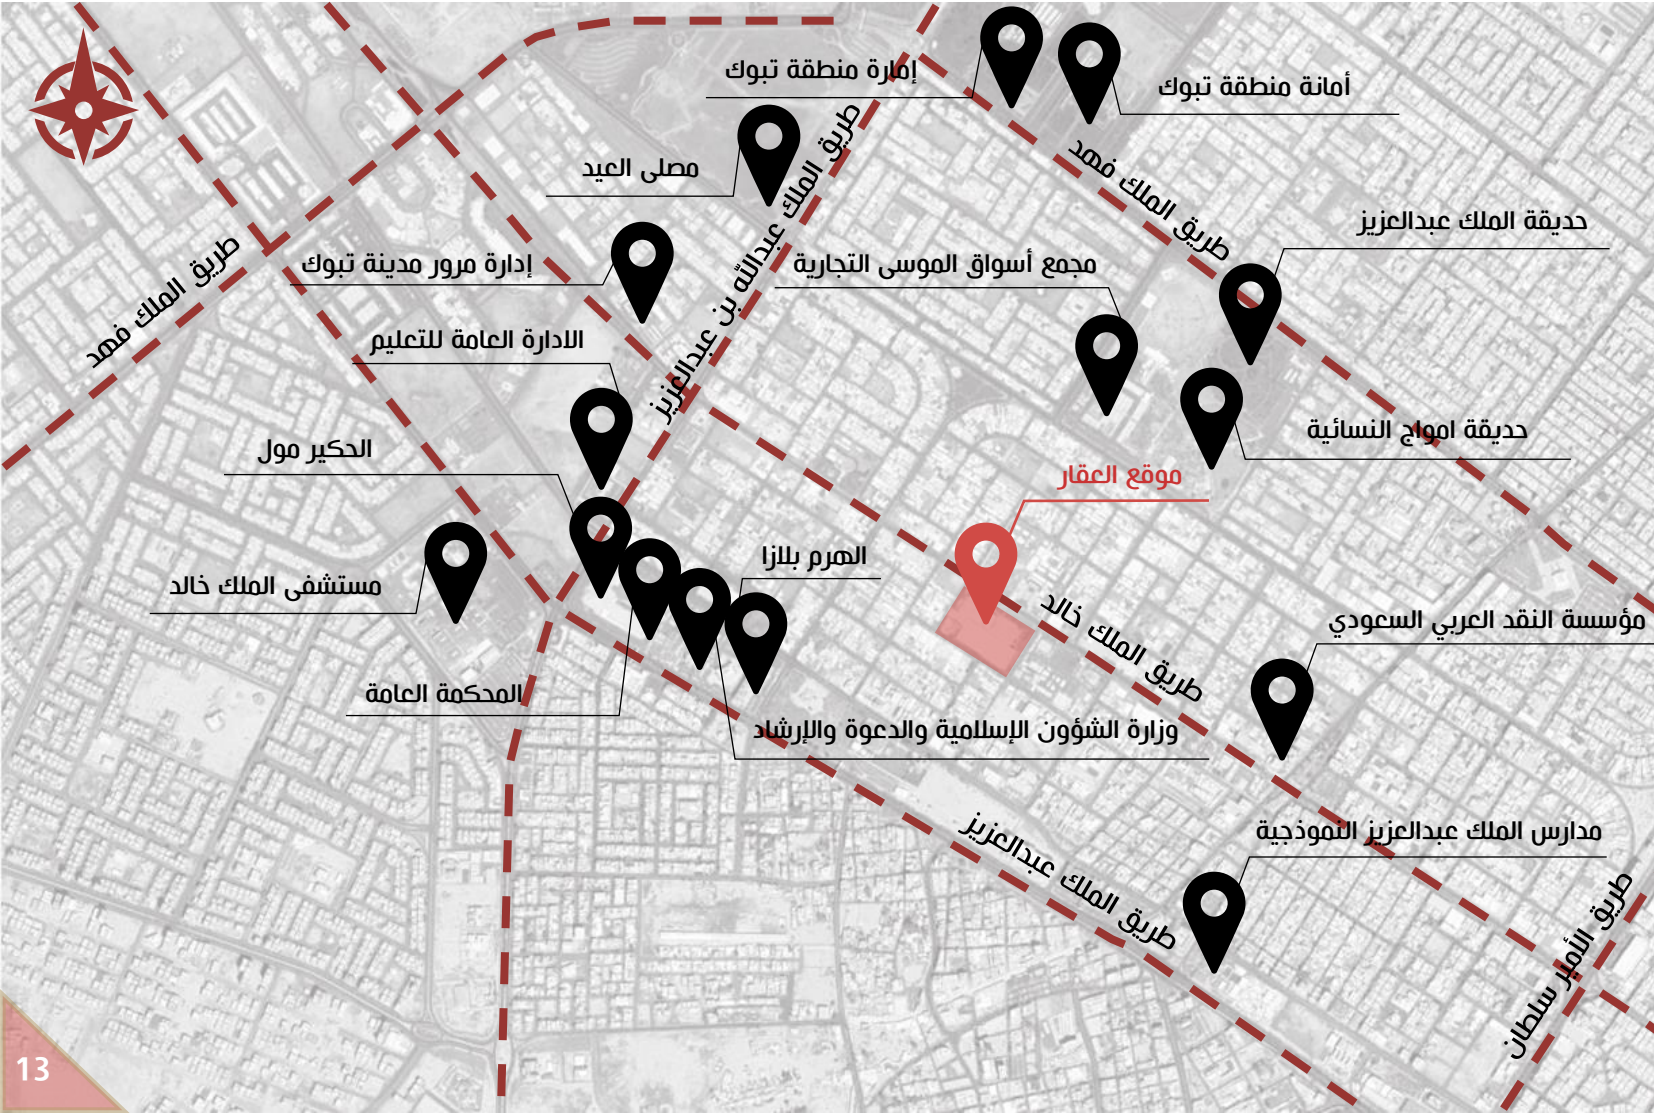 إمارة منطقة تبوك
أمانة منطقة تبوك
مصلى العيد
طريق الملك فهد
حديقة الملك عبدالعزيز
طريق الملك عبدالله بن عبدالعزيز
إدارة مرور مدينة تبوك
مجمع أسواق الموسى التجارية
طريق الملك فهد
الادارة العامة للتعليم
حديقة امواج النسائية
الحكير مول
موقع العقار
الهرم بلازا
مستشفى الملك خالد
طريق الملك خالد
مؤسسة النقد العربي السعودي
المحكمة العامة
وزارة الشؤون الإسلامية والدعوة والإرشاد
طريق الملك عبدالعزيز
مدارس الملك عبدالعزيز النموذجية
طريق الأمير سلطان
13